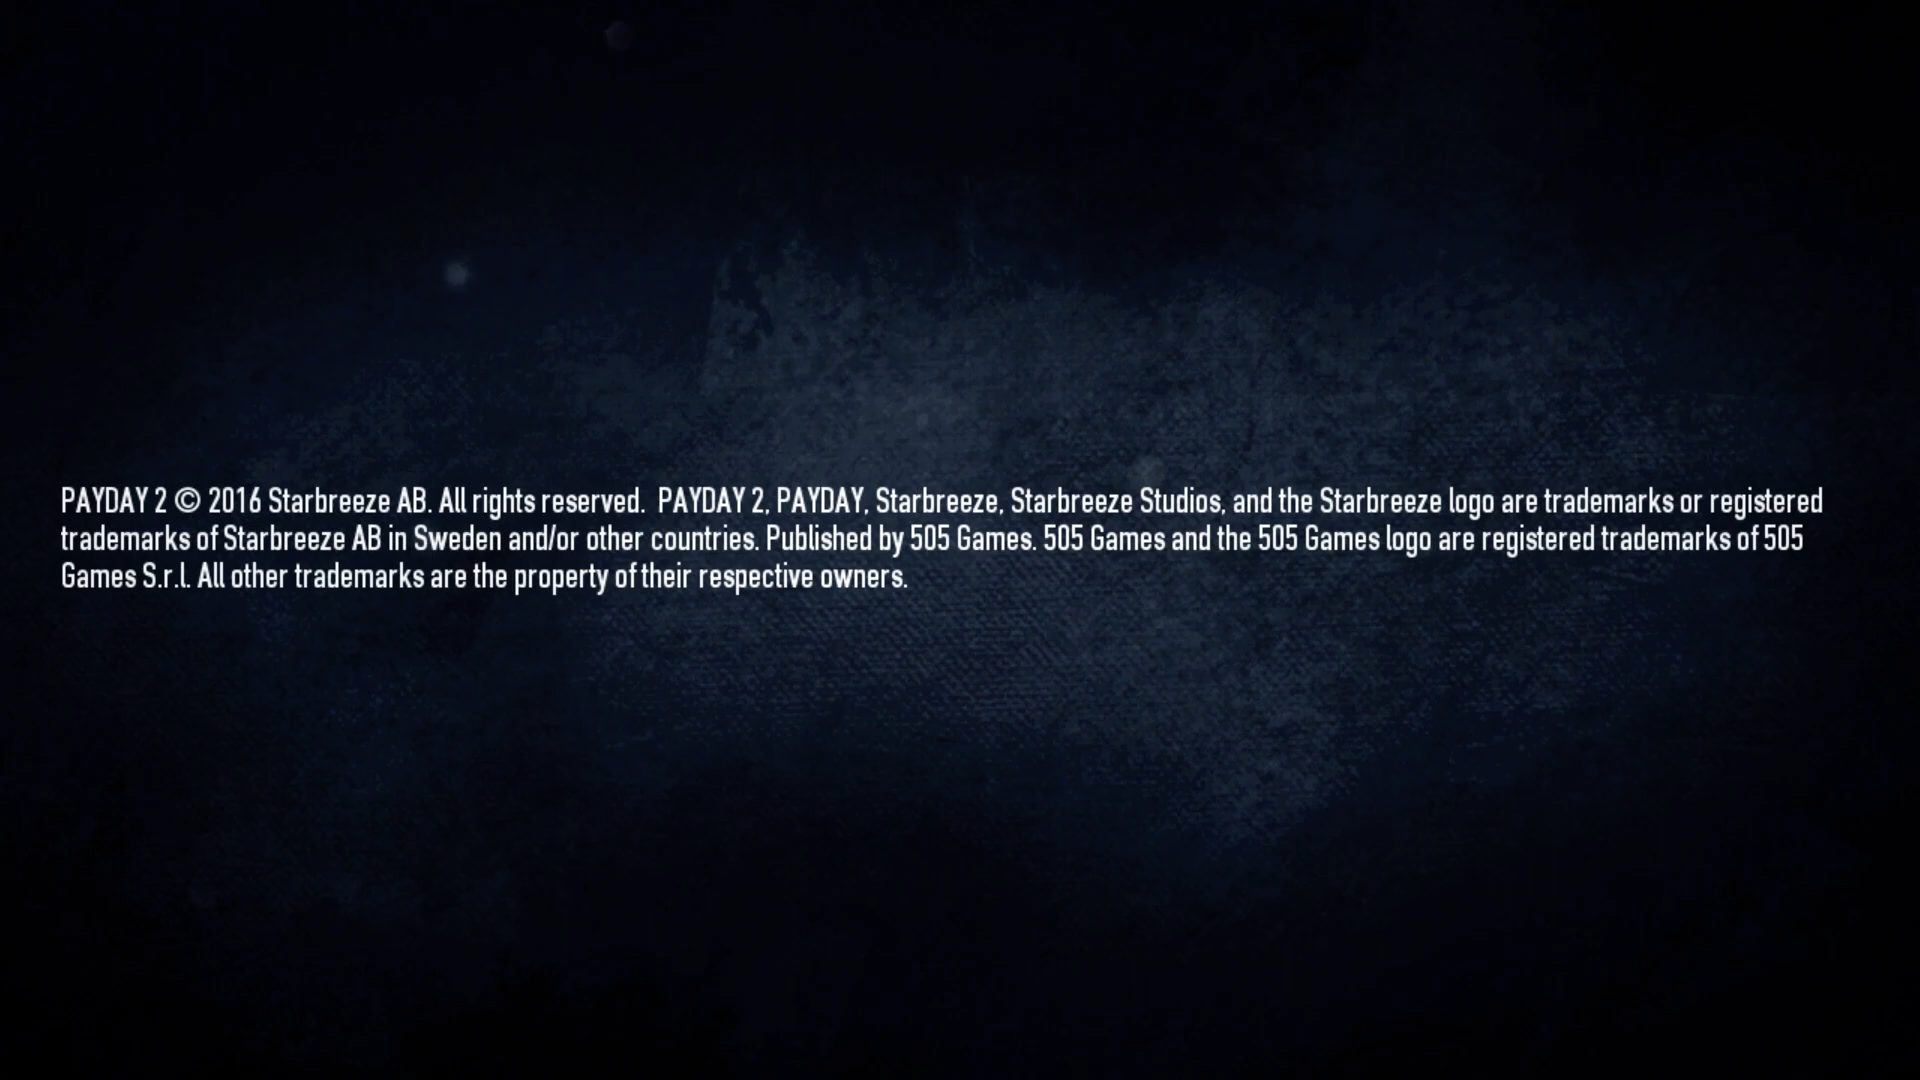 PAYDAY 2 © 2016 Starbreeze AB. All rights reserved.  PAYDAY 2, PAYDAY, Starbreeze, Starbreeze Studios, and the Starbreeze logo are trademarks or registered
trademarks of Starbreeze AB in Sweden and/or other countries. Published by 505 Games. 505 Games and the 505 Games logo are registered trademarks of 505
Games S.r.l. All other trademarks are the property of their respective owners.